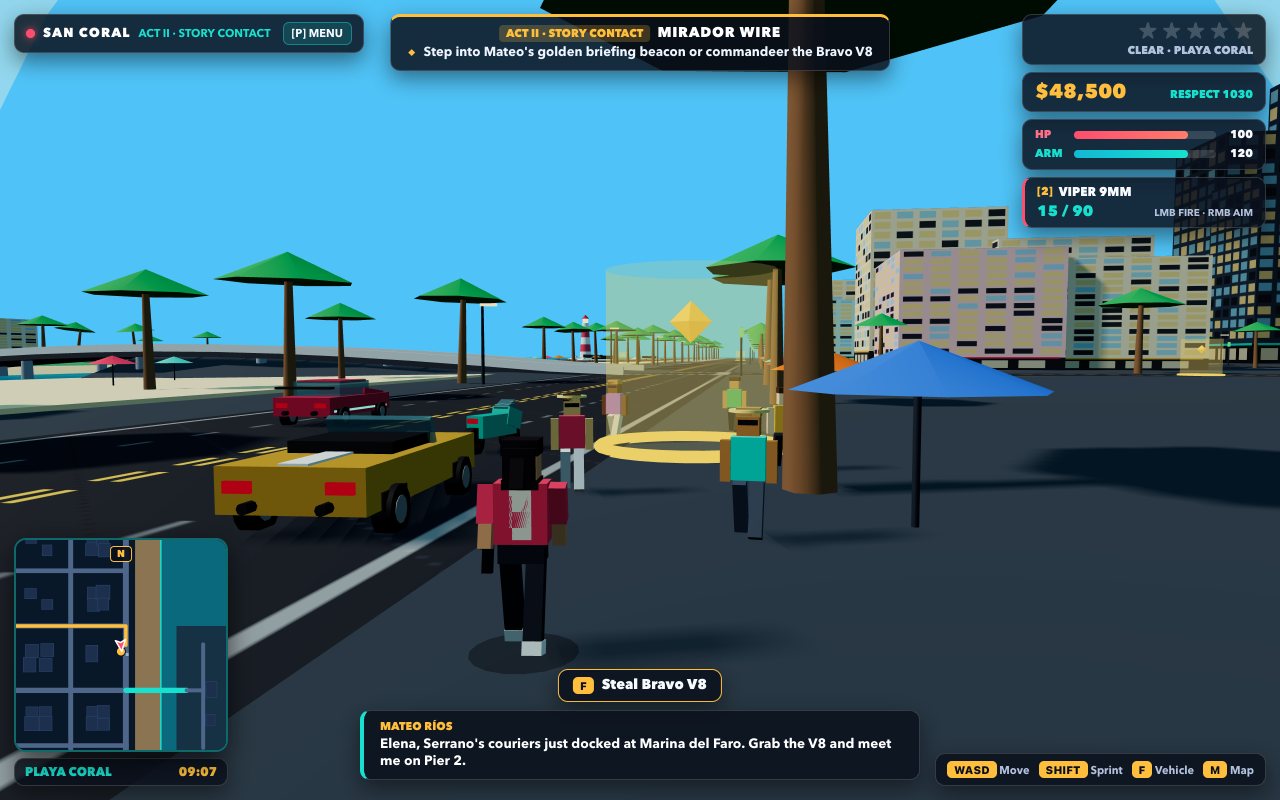 SAN CORAL ACT II · STORY CONTACT [P] MENU
ACT II · STORY CONTACT MIRADOR WIRE
Step into Mateo's golden briefing beacon or commandeer the Bravo V8
CLEAR · PLAYA CORAL
$48,500 RESPECT 1030
HP 100
ARM 120
[2] VIPER 9MM
15 / 90 LMB FIRE · RMB AIM
N
F Steal Bravo V8
MATEO RÍOS
Elena, Serrano's couriers just docked at Marina del Faro. Grab the V8 and meet
me on Pier 2.
PLAYA CORAL 09:07
WASD Move SHIFT Sprint F Vehicle M Map